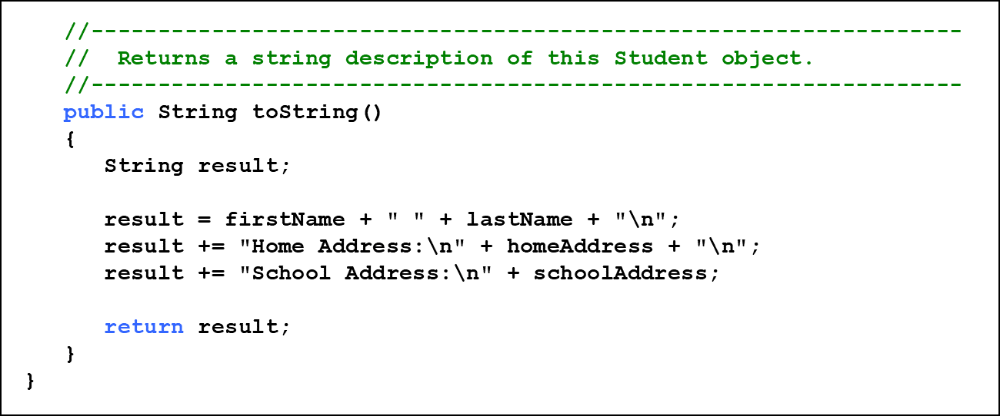 //-----------------------------------------------------------------
//  Returns a string description of this Student object.
//-----------------------------------------------------------------
public String toString()
{
String result;
result = firstName + " " + lastName + "\n";
result += "Home Address:\n" + homeAddress + "\n";
result += "School Address:\n" + schoolAddress;
return result;
}
}